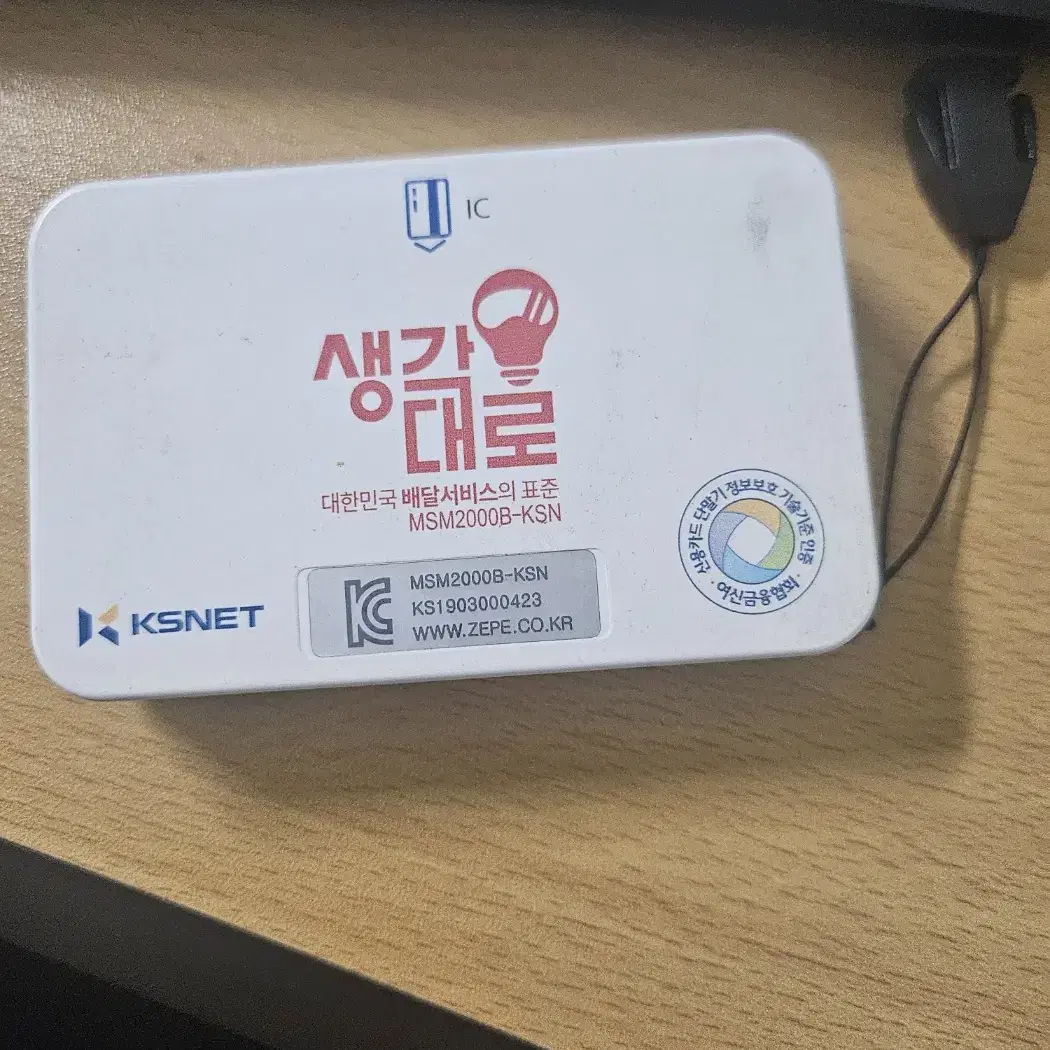 IC
생각
대로
대한민국 배달서비스의 표준
MSM2000B-KSN
MSM2000B-KSN
KS1903000423
WWW.ZEPE.CO.KR
KSNET
신용카드 단말기 정보보호 기술기준 인증
· 여신금융협회 ·